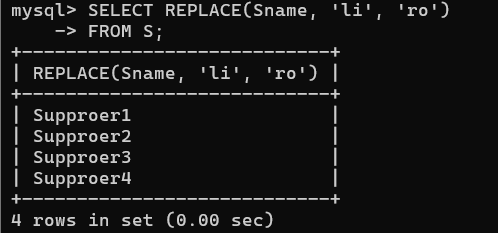 mysql> SELECT REPLACE(Sname, 'li', 'ro')
    -> FROM S;
+----------------------------+
| REPLACE(Sname, 'li', 'ro') |
+----------------------------+
| Supproer1                  |
| Supproer2                  |
| Supproer3                  |
| Supproer4                  |
+----------------------------+
4 rows in set (0.00 sec)